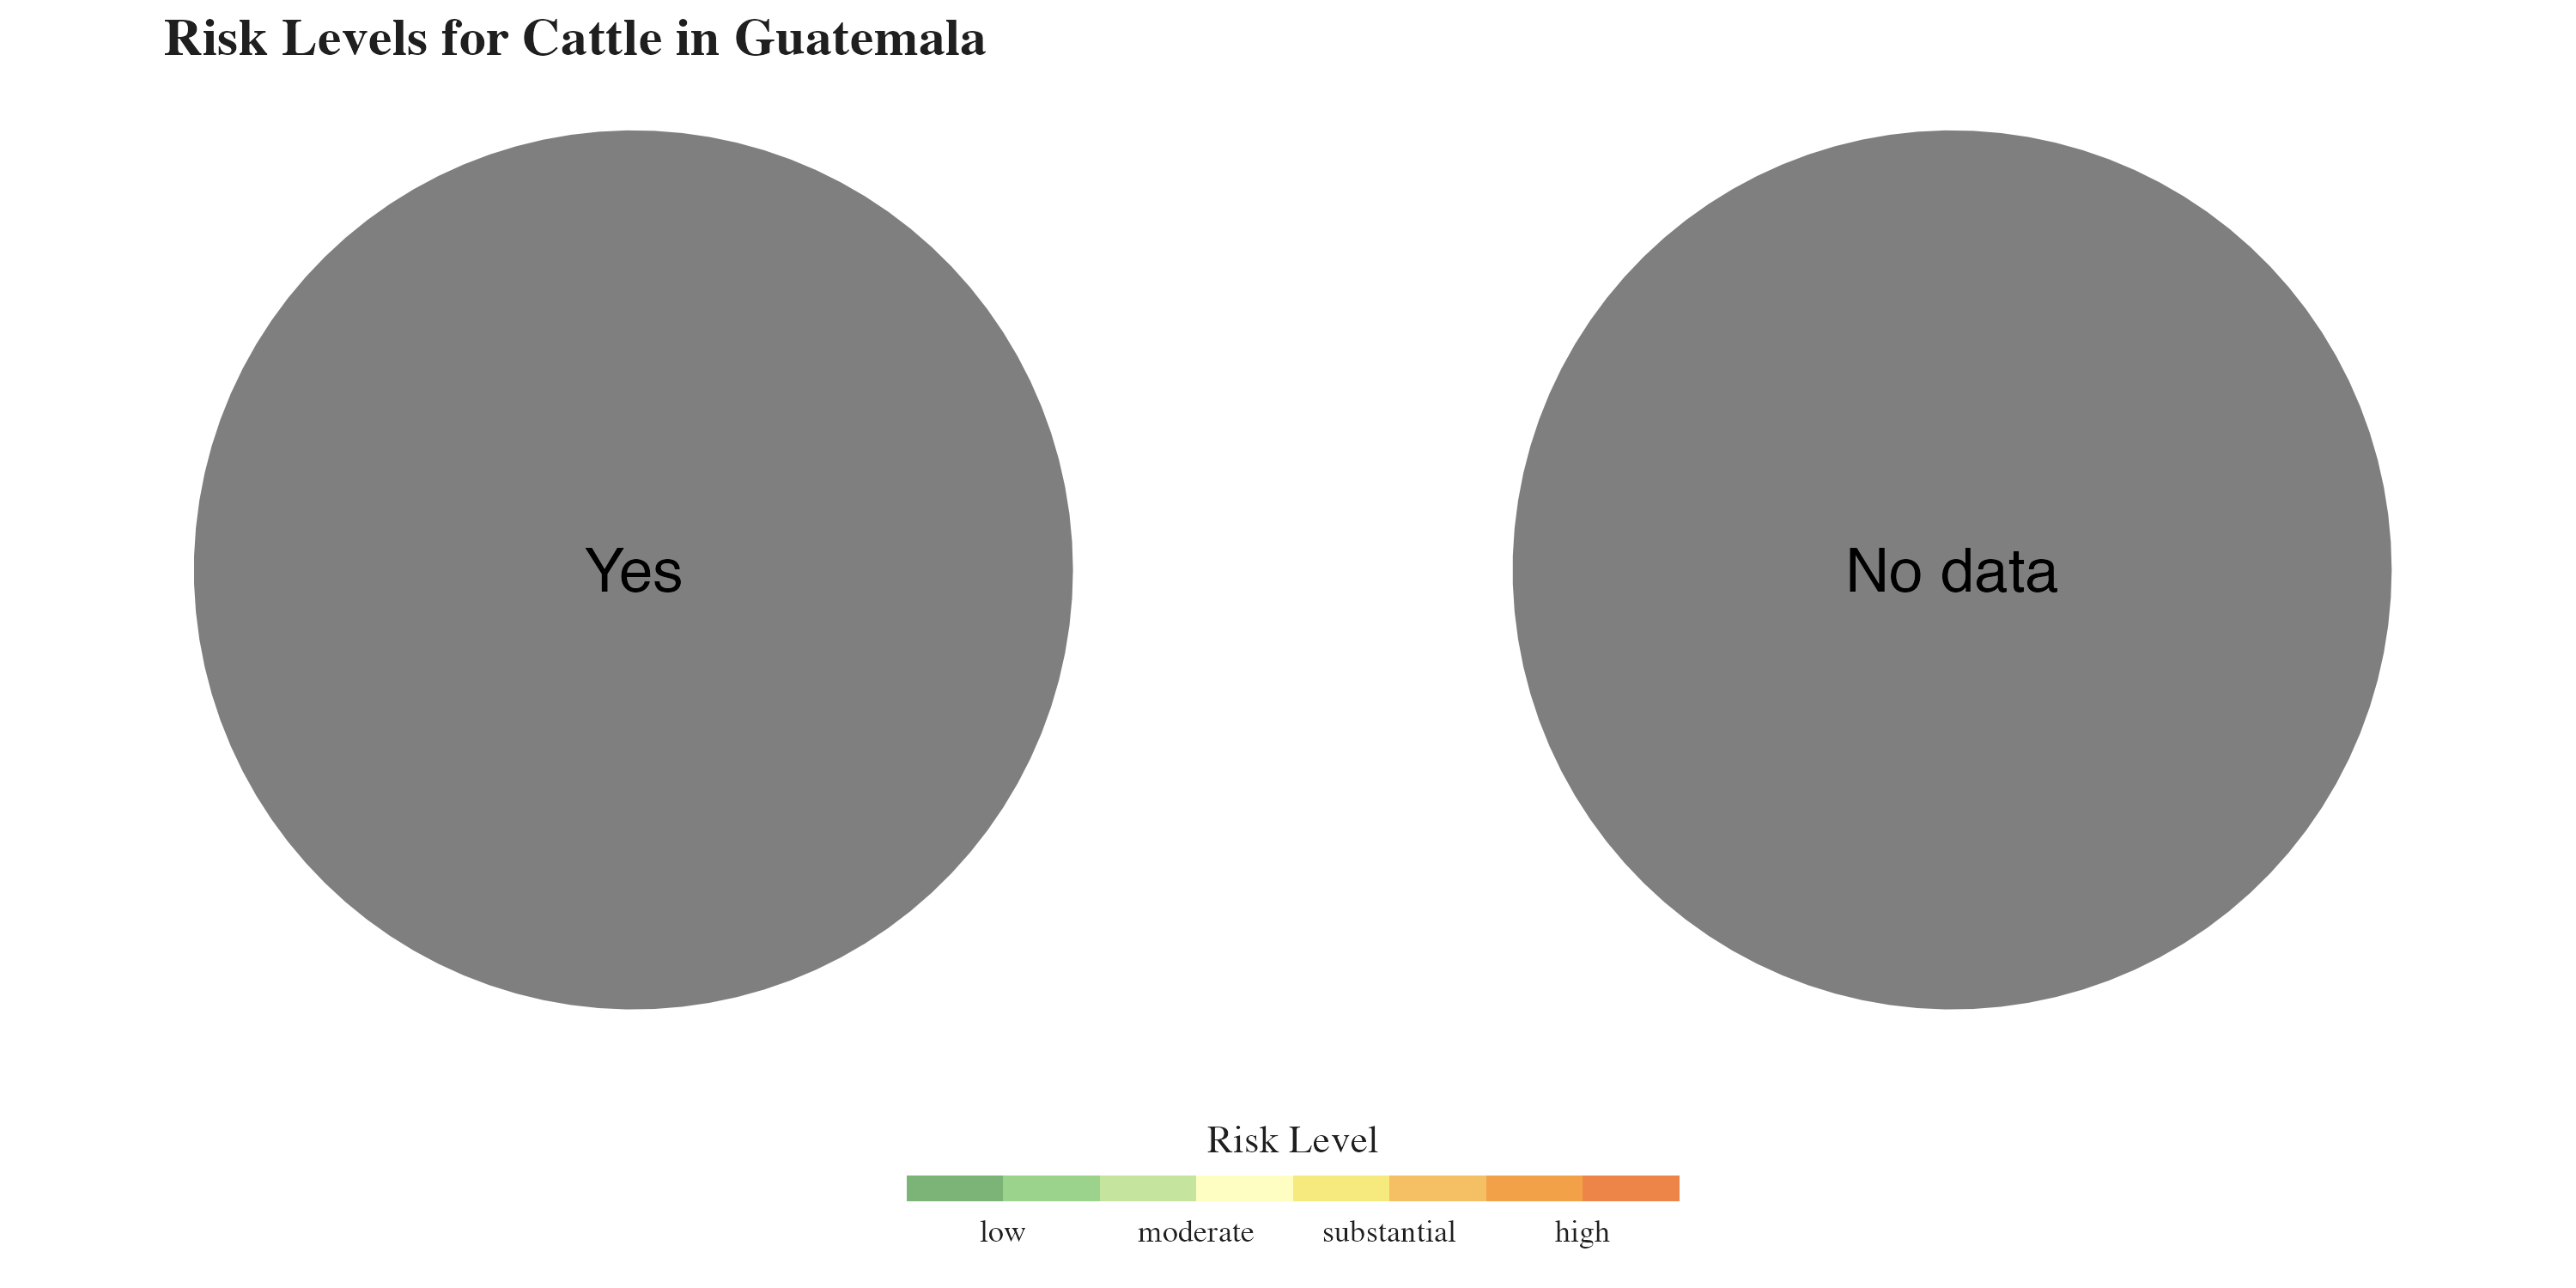 Risk Levels for Cattle in Guatemala
Yes
No data
Risk Level
low
moderate
substantial
high